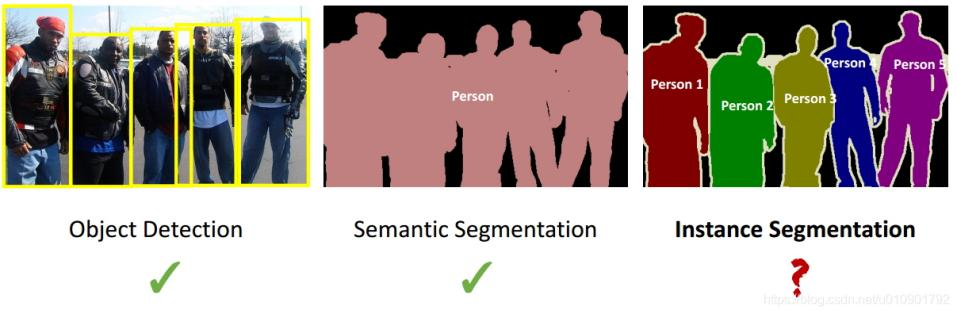 Person
Person 1
Person 2
Person 3
Person 4
Person 5
Object Detection
Semantic Segmentation
Instance Segmentation
?
https://blog.csdn.net/u010901792